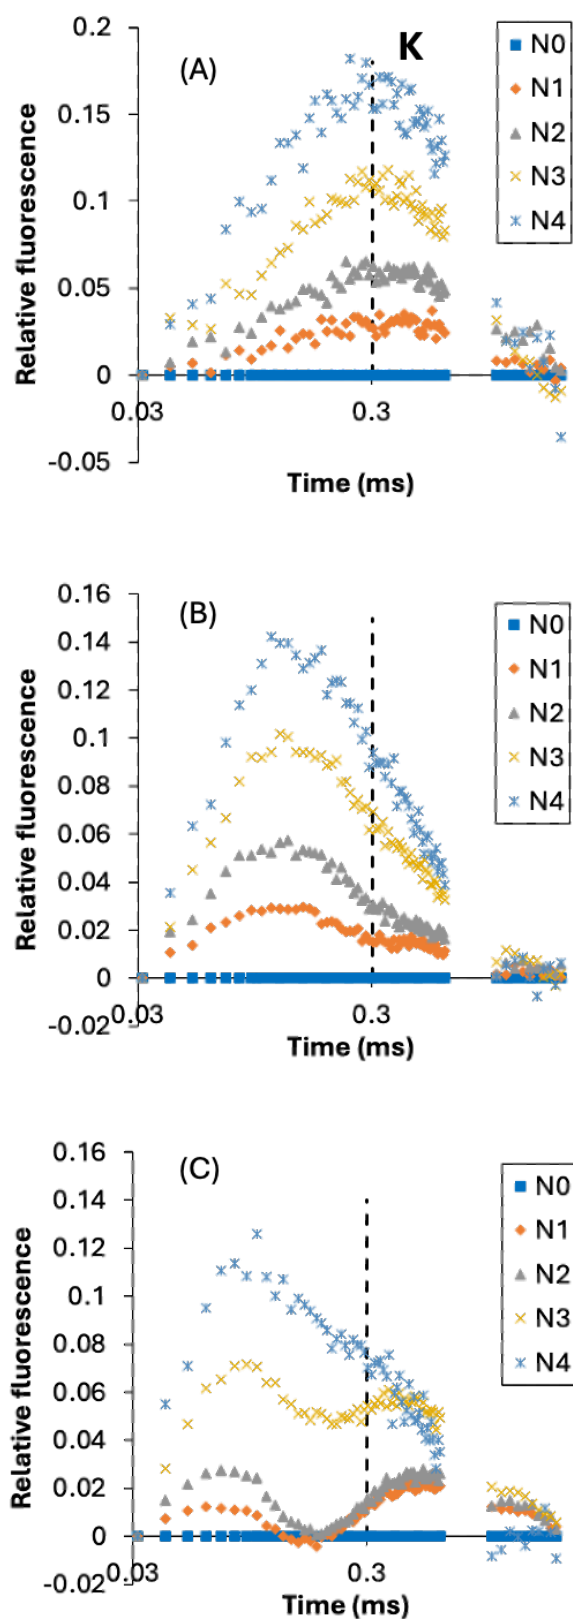 0.2
(A)
K
N0
0.15
N1
N2
0.1
N3
N4
0.05
0
0.03
0.3
-0.05
Relative fluorescence
Time (ms)
0.16
(B)
N0
0.14
N1
0.12
N2
0.1
N3
0.08
N4
0.06
0.04
0.02
0
-0.02
0.03
0.3
Relative fluorescence
Time (ms)
0.16
(C)
N0
0.14
N1
0.12
N2
0.1
N3
0.08
N4
0.06
0.04
0.02
0
-0.02
0.03
0.3
Relative fluorescence
Time (ms)